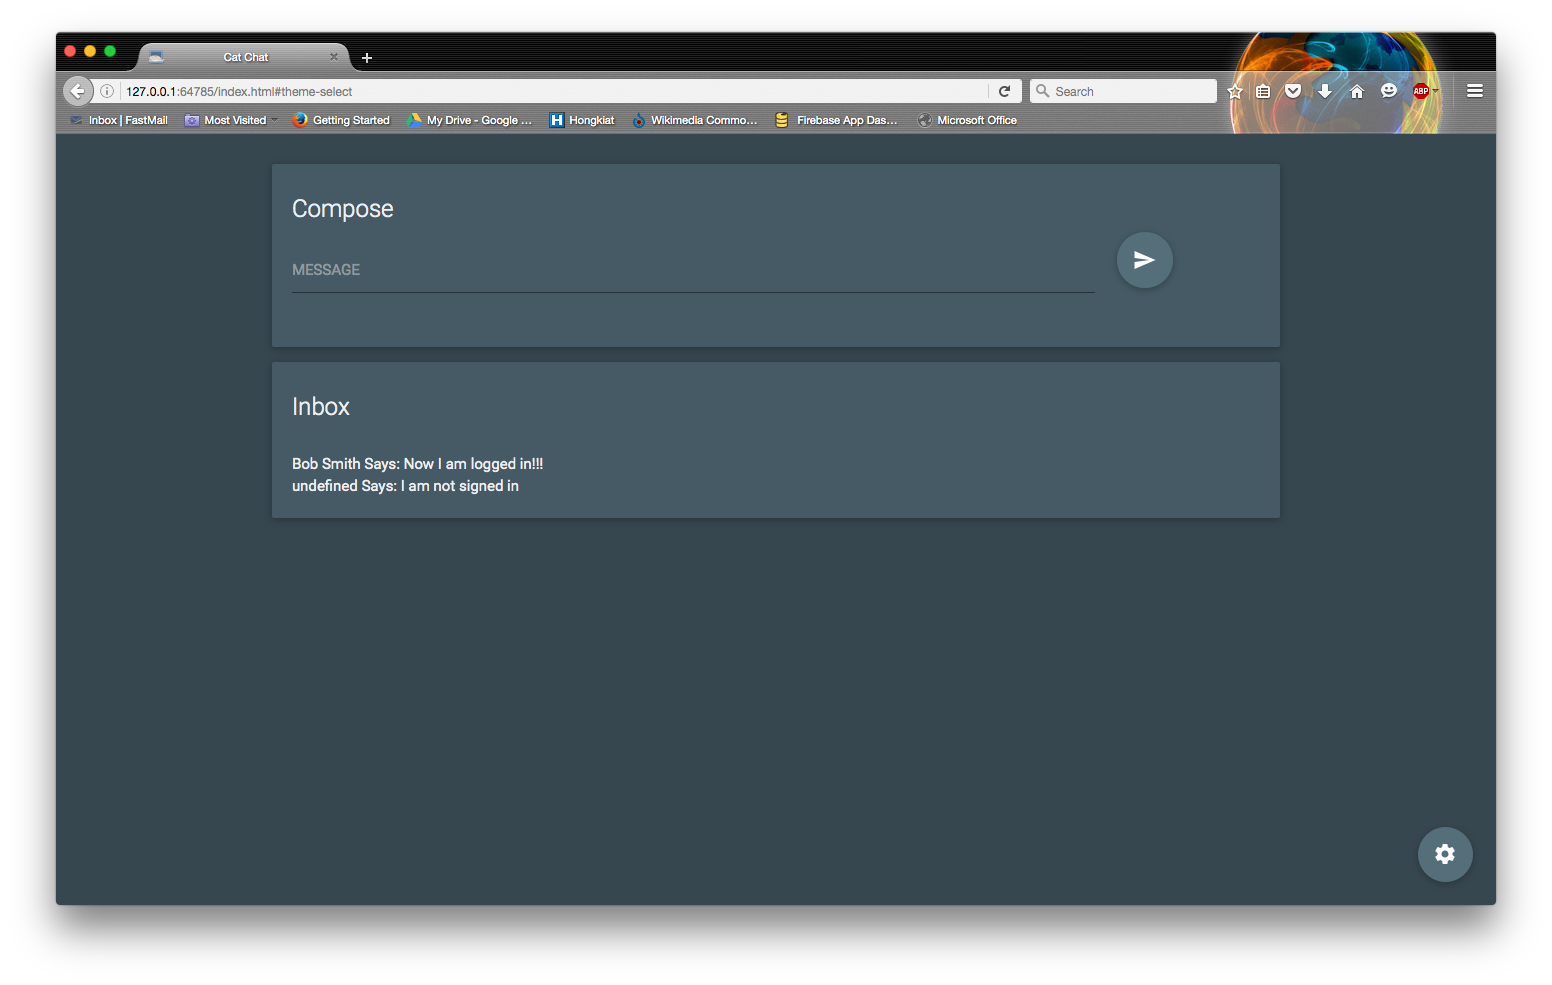 Cat Chat
127.0.0.1:64785/index.html#theme-select
Search
ABP
Inbox | FastMail
Most Visited
Getting Started
My Drive - Google ...
H
Hongkiat
Wikimedia Commo...
Firebase App Das...
Microsoft Office
Compose
MESSAGE
Inbox
Bob Smith Says: Now I am logged in!!!
undefined Says: I am not signed in